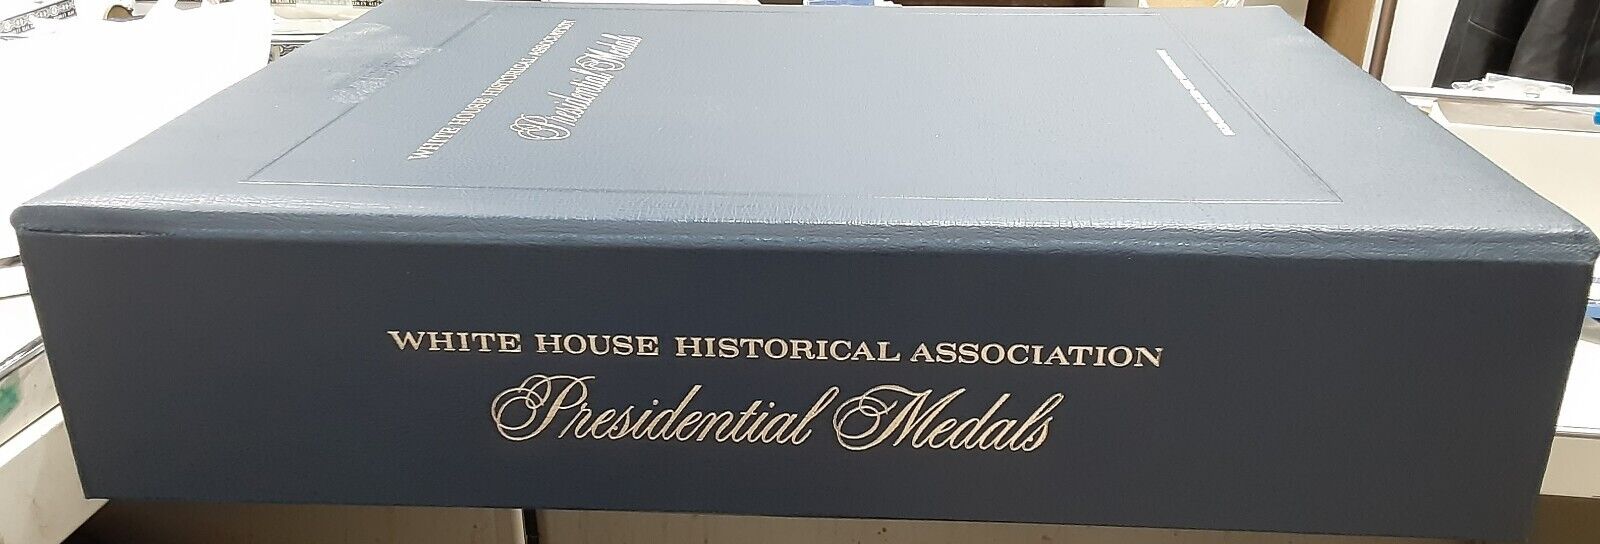 WHITE HOUSE HISTORICAL ASSOCIATION
Presidential Medals
WHITE HOUSE HISTORICAL ASSOCIATION
Presidential Medals